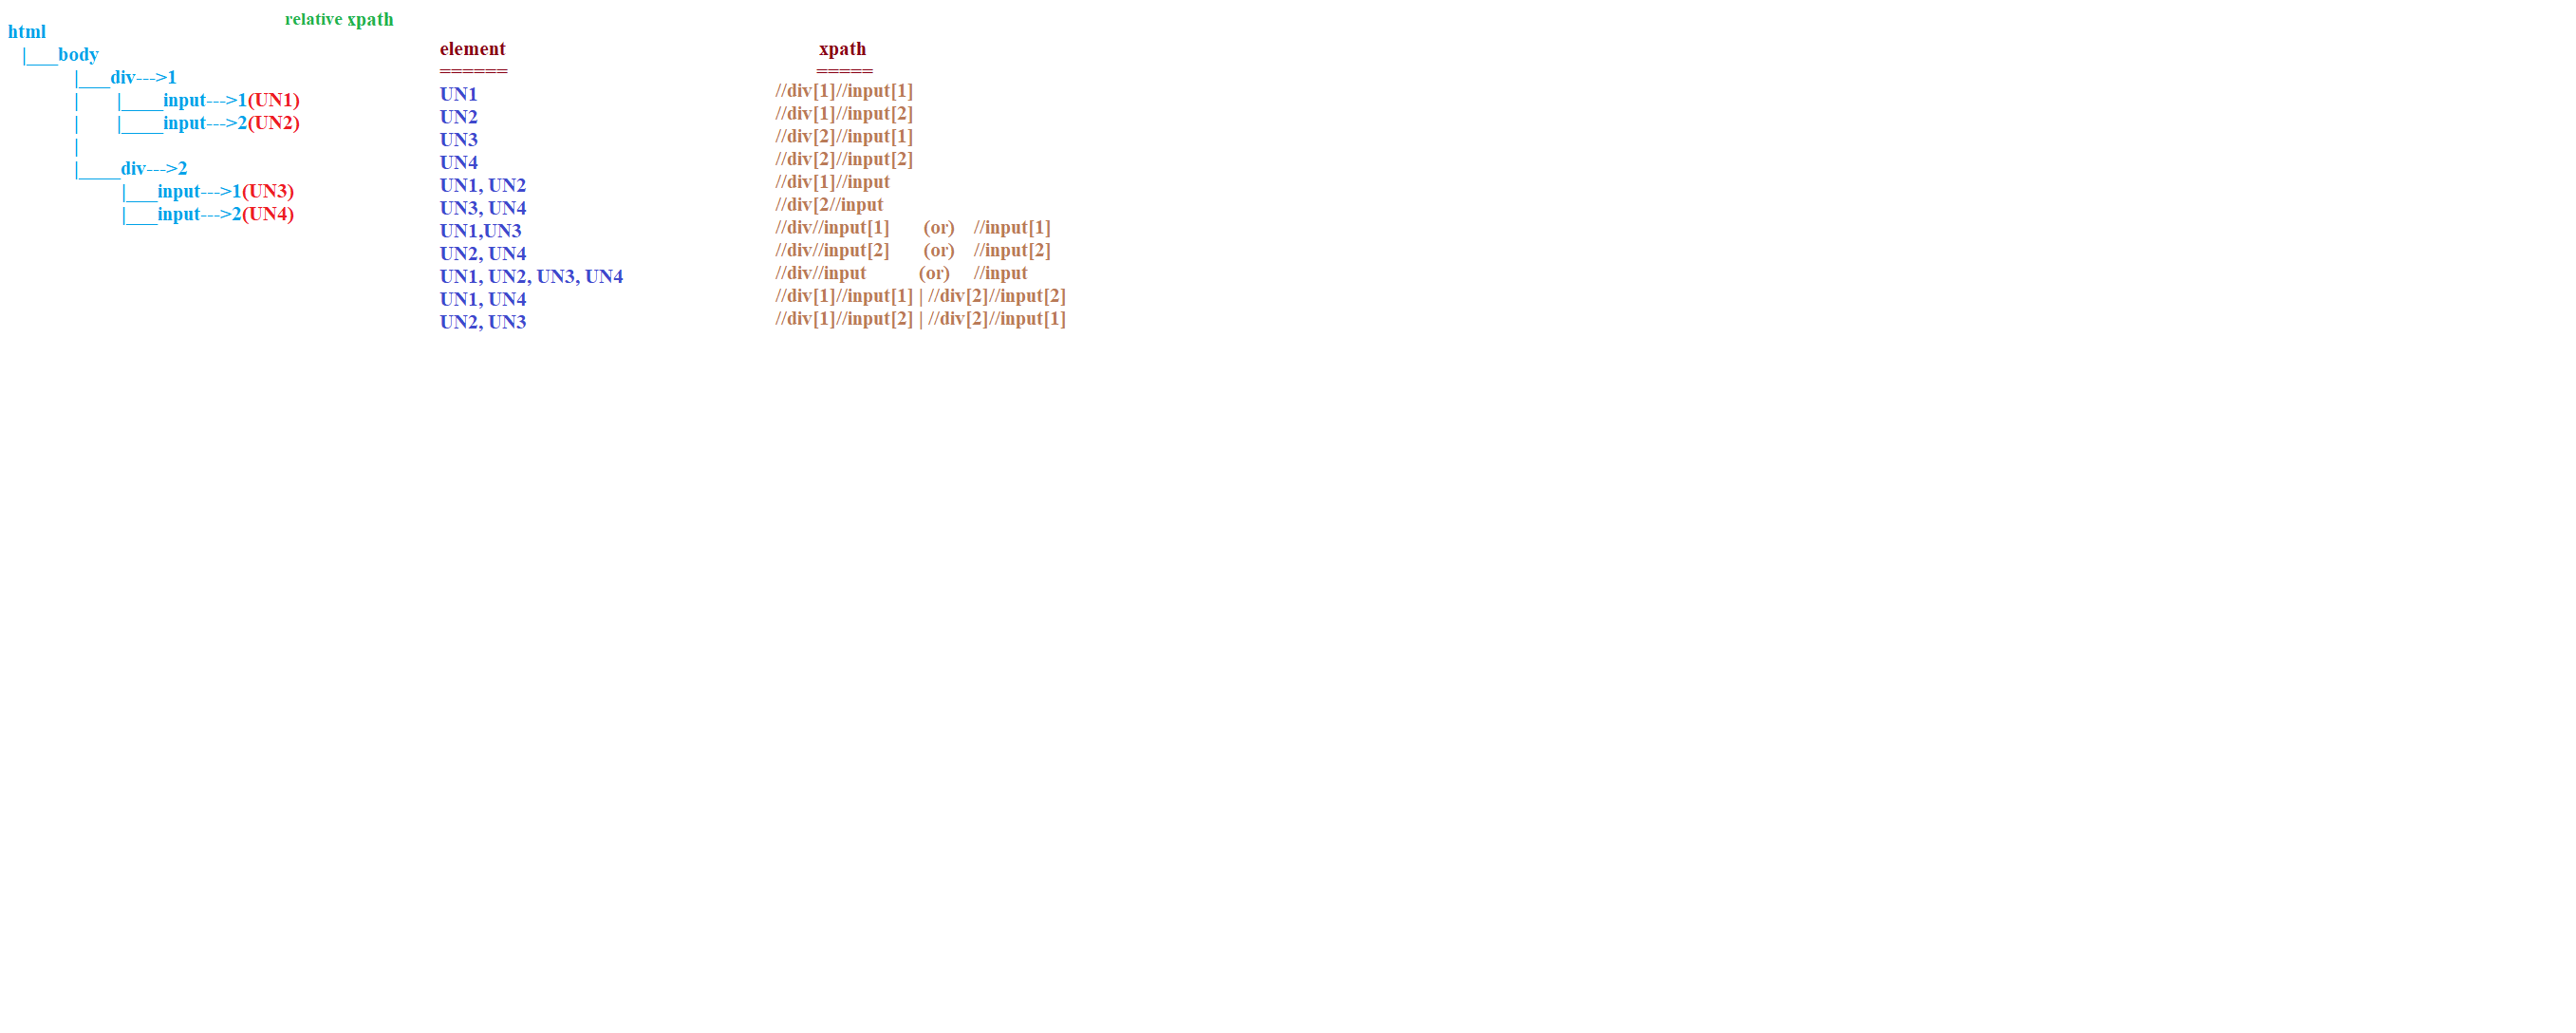 relative xpath
html
|___body
|___div--->1
| |____input--->1(UN1)
| |____input--->2(UN2)
|
|____div--->2
|___input--->1(UN3)
|___input--->2(UN4)
element
======
UN1
UN2
UN3
UN4
UN1, UN2
UN3, UN4
UN1,UN3
UN2, UN4
UN1, UN2, UN3, UN4
UN1, UN4
UN2, UN3
xpath
=====
//div[1]//input[1]
//div[1]//input[2]
//div[2]//input[1]
//div[2]//input[2]
//div[1]//input
//div[2//input
//div//input[1] (or) //input[1]
//div//input[2] (or) //input[2]
//div//input (or) //input
//div[1]//input[1] | //div[2]//input[2]
//div[1]//input[2] | //div[2]//input[1]